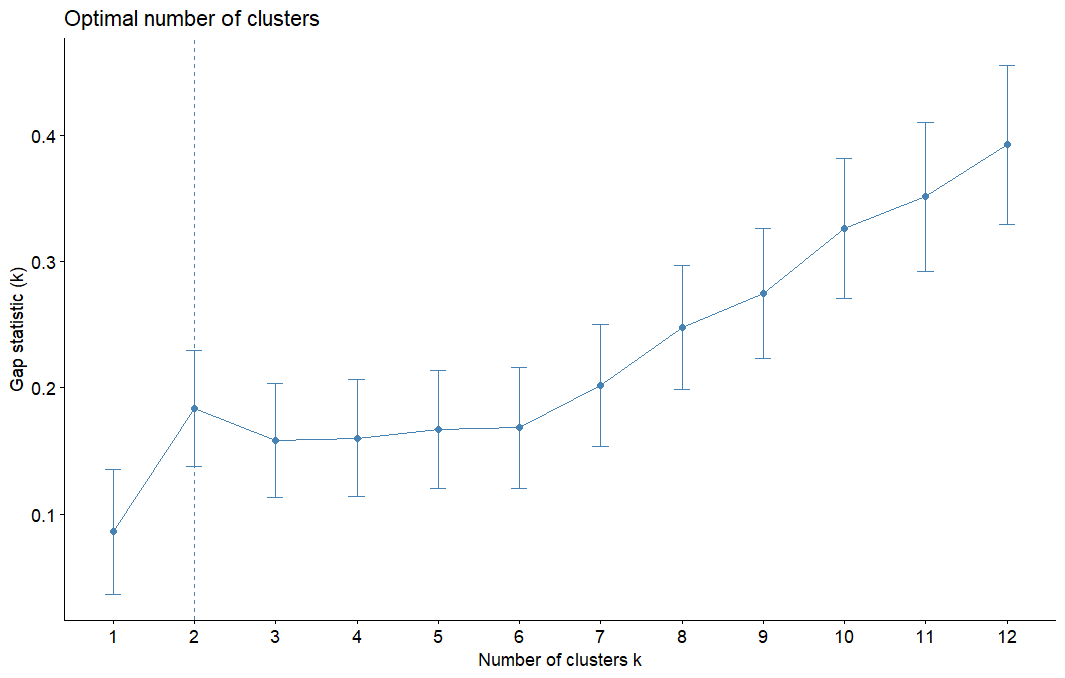 Optimal number of clusters
Gap statistic (k)
0.4
0.3
0.2
0.1
1 2 3 4 5 6 7 8 9 10 11 12
Number of clusters k